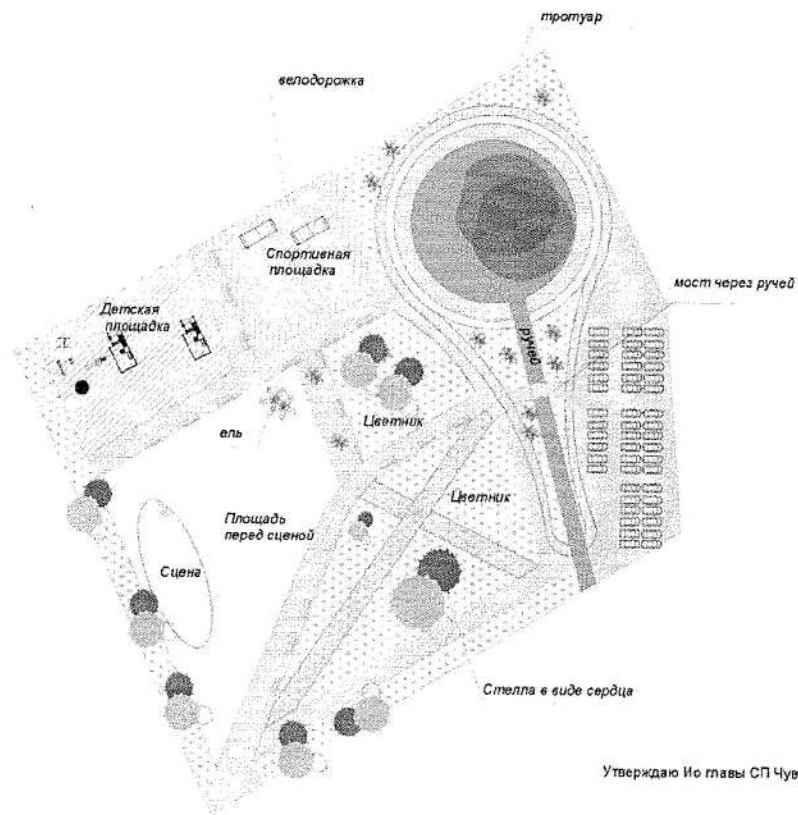 тротуар
велодорожка
Спортивная
площадка
мост через ручей
Детская
площадка
ручей
Цветник
ель
Цветник
Площадь
перед сценой
Сцена
Стелла в виде сердца
Утверждаю Ио главы СП Чув